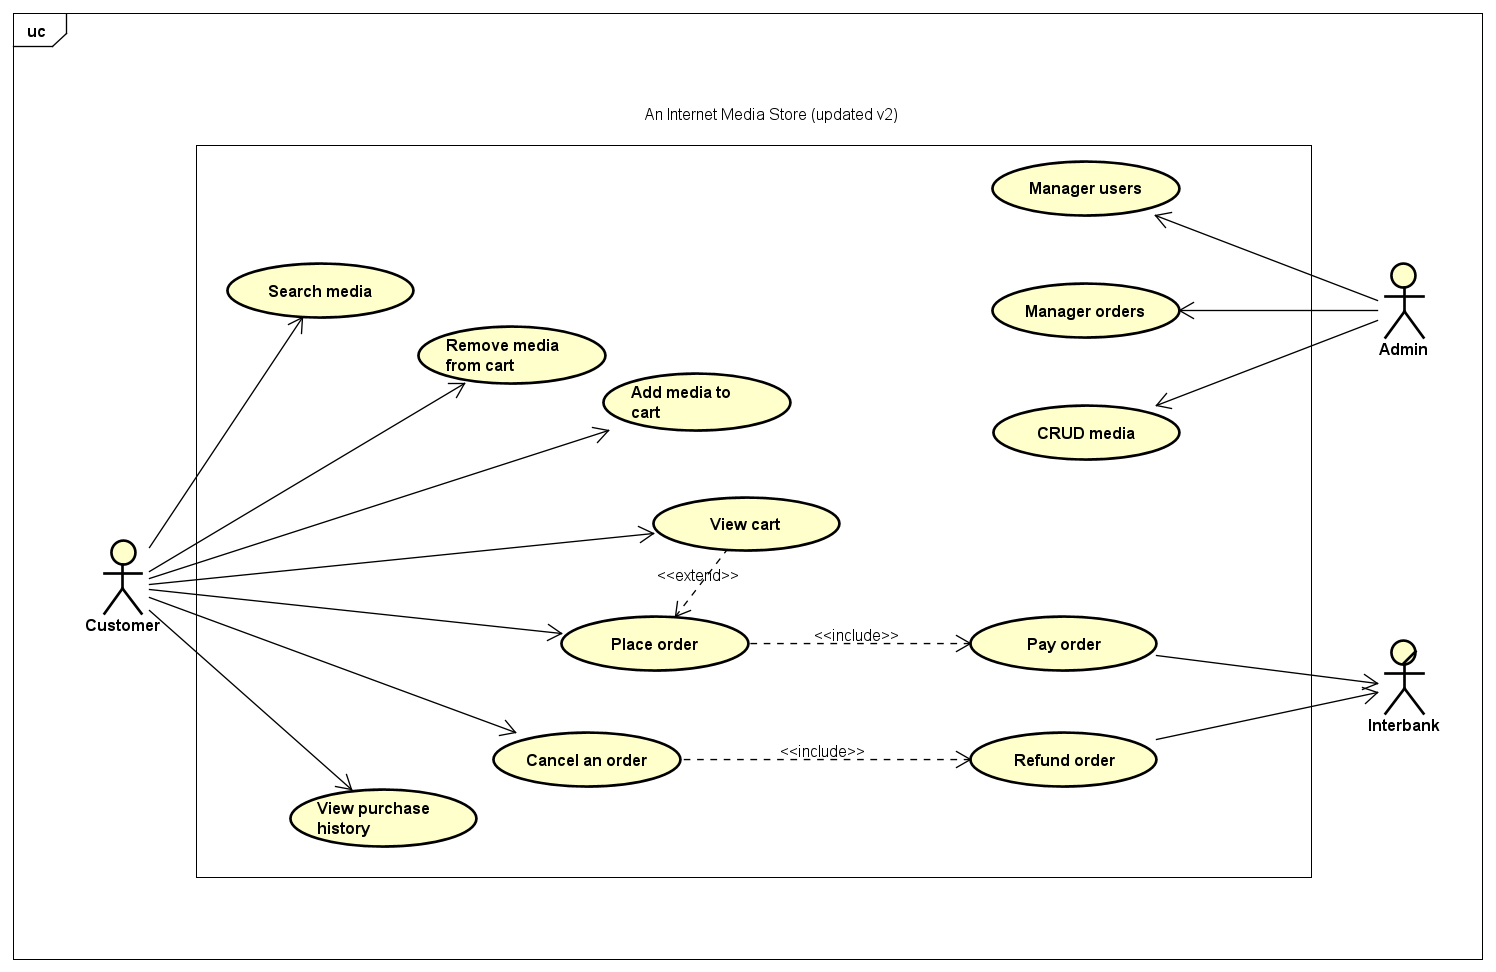 uc
An Internet Media Store (updated v2)
Manager users
Search media
Manager orders
Admin
Remove media
from cart
Add media to
cart
CRUD media
View cart
<<extend>>
Customer
Place order
<<include>>
Pay order
Interbank
Cancel an order
<<include>>
Refund order
View purchase
history